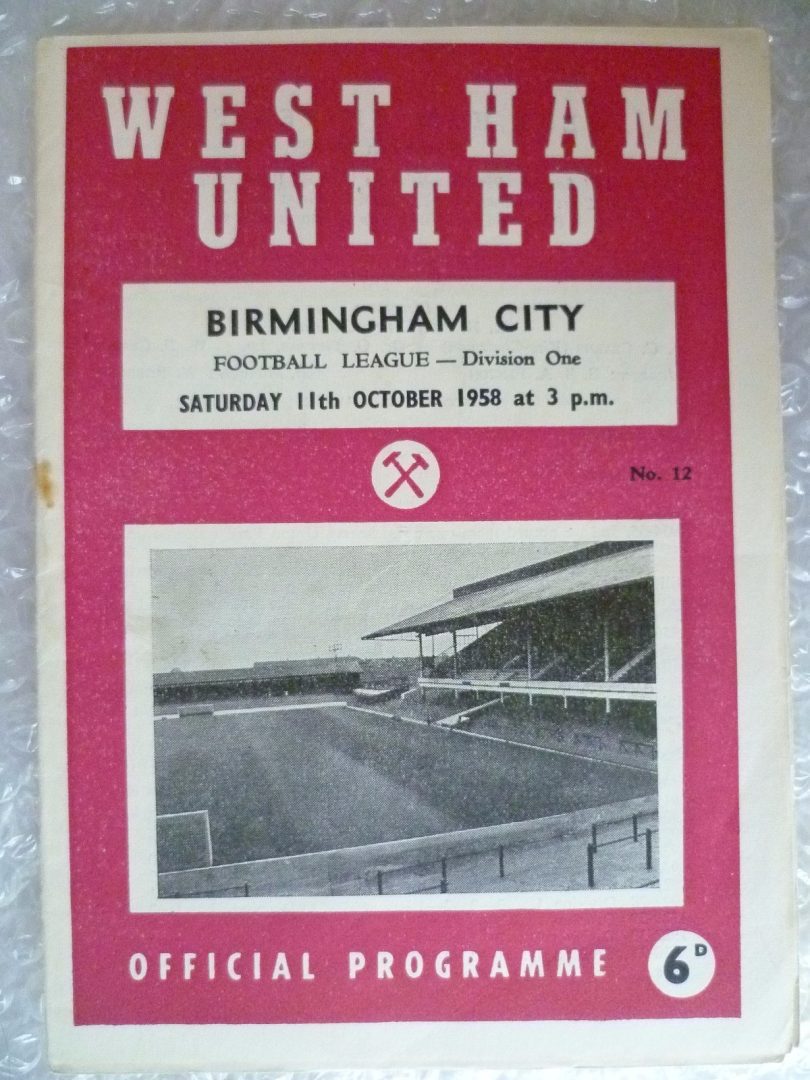 WEST HAM
UNITED
BIRMINGHAM CITY
FOOTBALL LEAGUE — Division One
SATURDAY 11th OCTOBER 1958 at 3 p.m.
No. 12
OFFICIAL PROGRAMME
6D